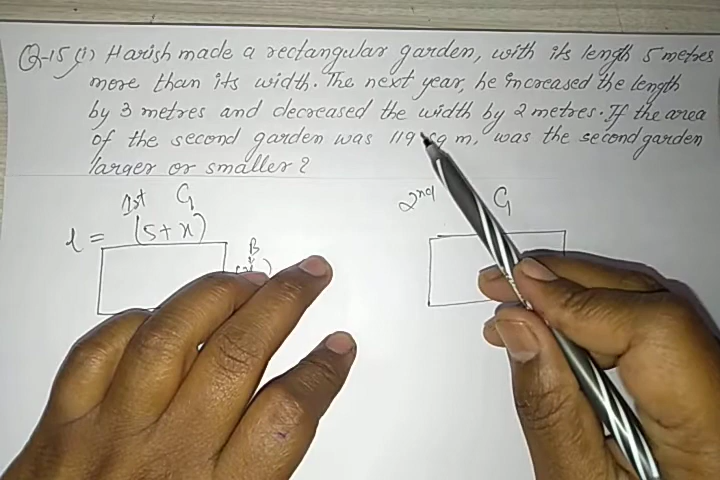 Q-15 (i) Harish made a rectangular garden, with its length 5 metres
more than its width. The next year, he increased the length
by 3 metres and decreased the width by 2 metres. If the area
of the second garden was 119 sq m, was the second garden
larger or smaller?
1st G
2nd G
l = (5+x)
B